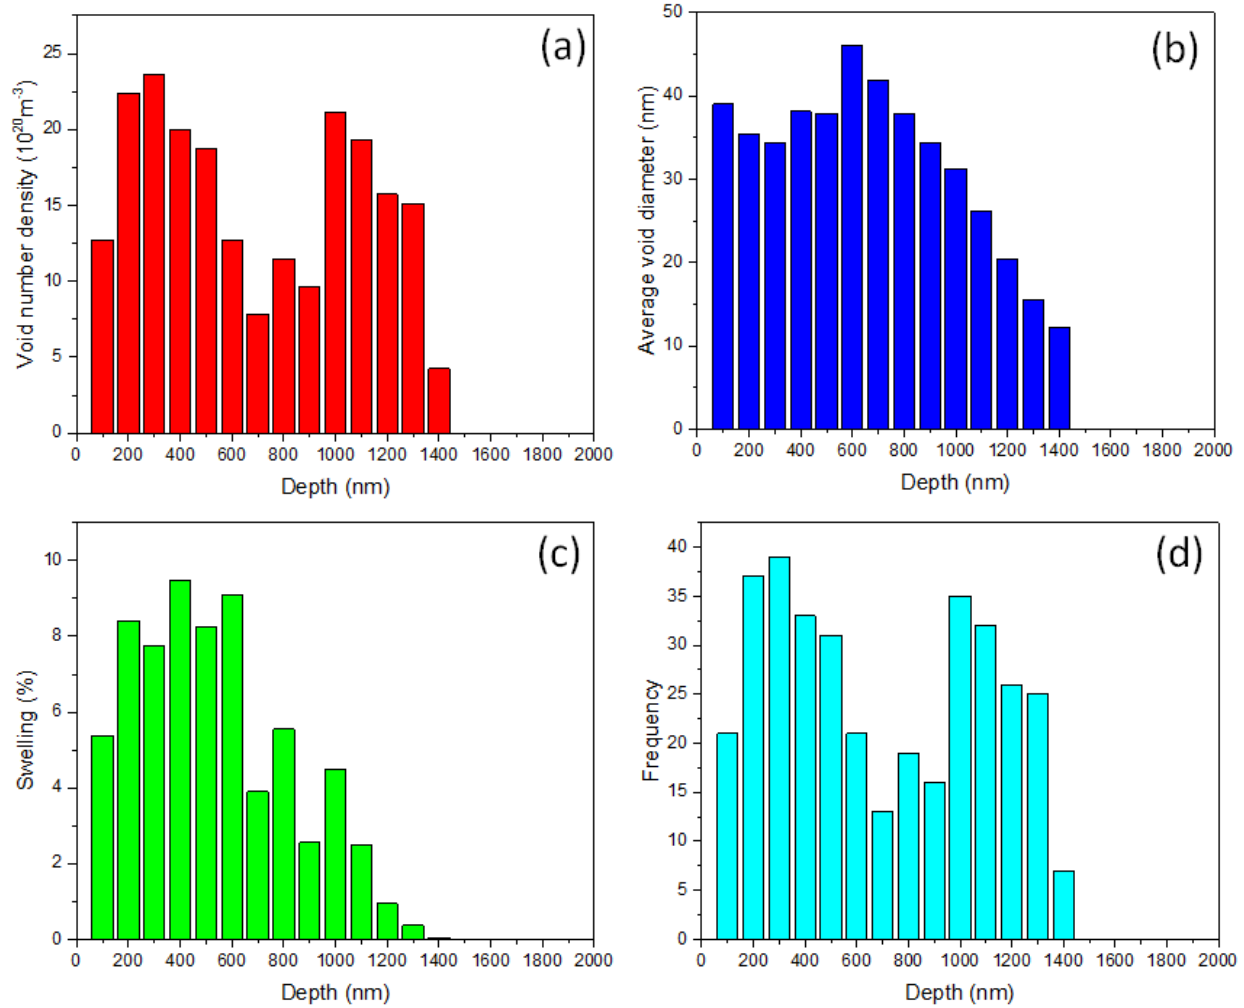 (a)
Void number density (10²⁰m⁻³)
25
20
15
10
5
0
0 200 400 600 800 1000 1200 1400 1600 1800 2000
Depth (nm)
(b)
Average void diameter (nm)
50
40
30
20
10
0
0 200 400 600 800 1000 1200 1400 1600 1800 2000
Depth (nm)
(c)
Swelling (%)
10
8
6
4
2
0
0 200 400 600 800 1000 1200 1400 1600 1800 2000
Depth (nm)
(d)
Frequency
40
35
30
25
20
15
10
5
0
0 200 400 600 800 1000 1200 1400 1600 1800 2000
Depth (nm)